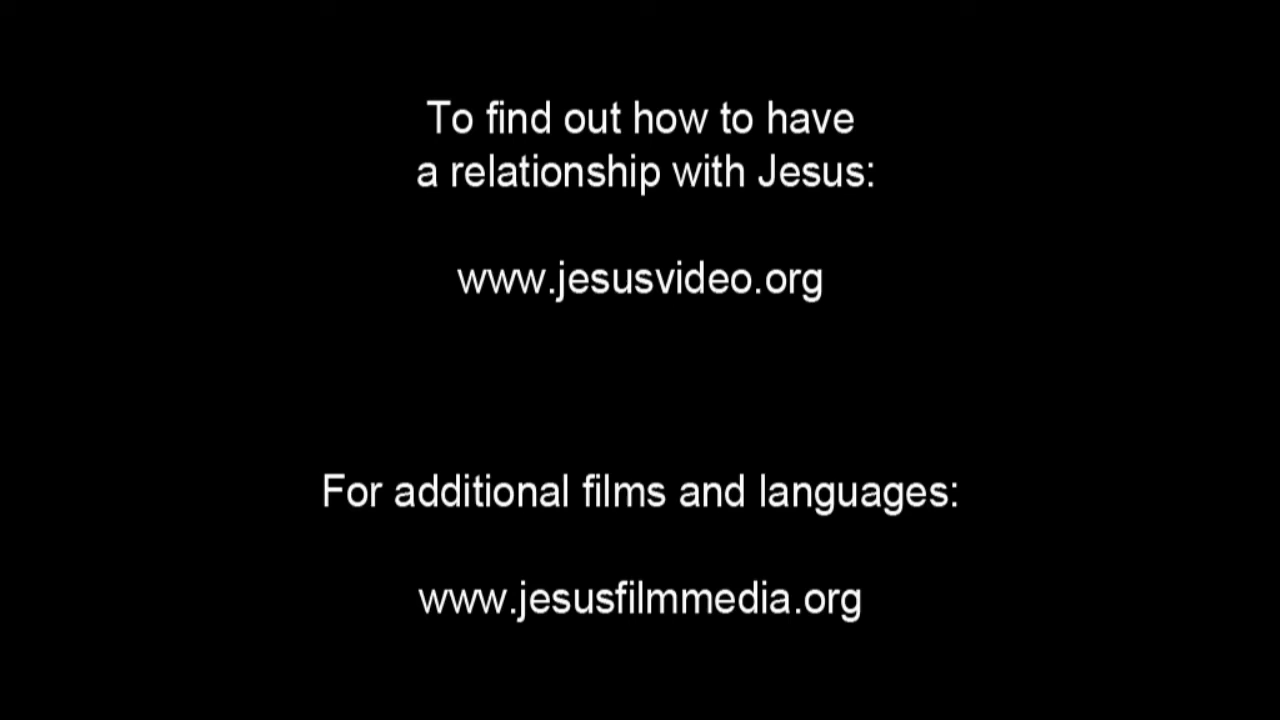 To find out how to have
a relationship with Jesus:
www.jesusvideo.org
For additional films and languages:
www.jesusfilmmedia.org